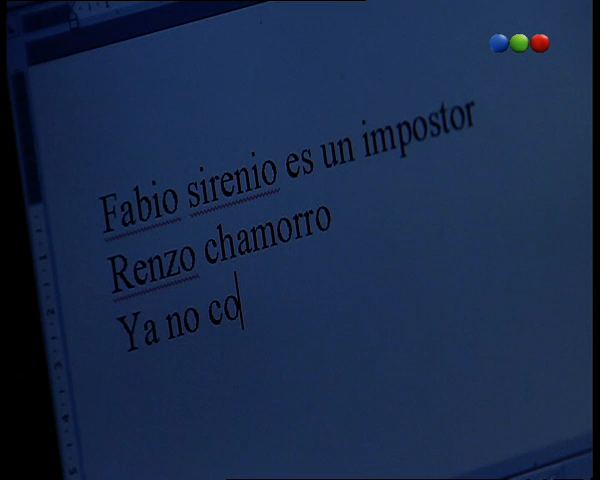 Fabio sirenio es un impostor
Renzo chamorro
Ya no co